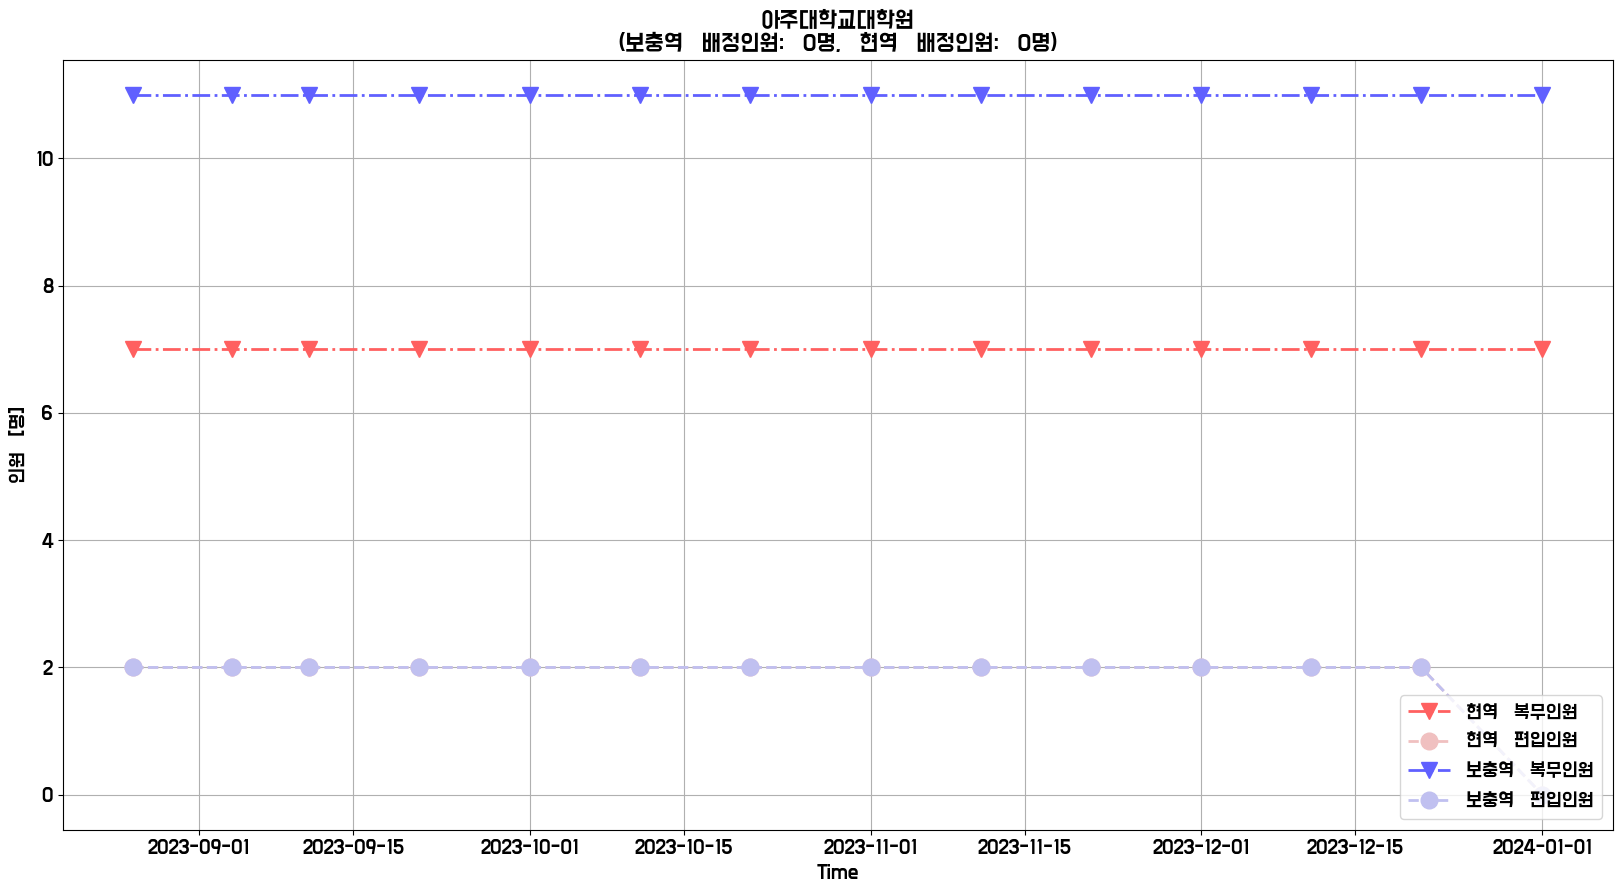 아주대학교대학원
(보충역 배정인원: 0명, 현역 배정인원: 0명)
인원 [명]
10
8
6
4
2
0
현역 복무인원
현역 편입인원
보충역 복무인원
보충역 편입인원
2023-09-01 2023-09-15 2023-10-01 2023-10-15 2023-11-01 2023-11-15 2023-12-01 2023-12-15 2024-01-01
Time